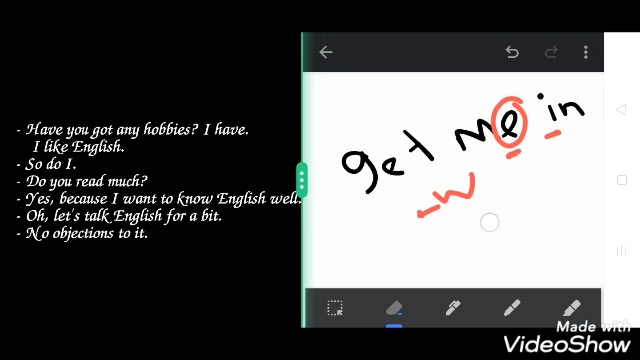 - Have you got any hobbies? I have.
I like English.
- So do I.
- Do you read much?
- Yes, because I want to know English well.
- Oh, let's talk English for a bit.
- No objections to it.
get me in
-w
Made with
VideoShow